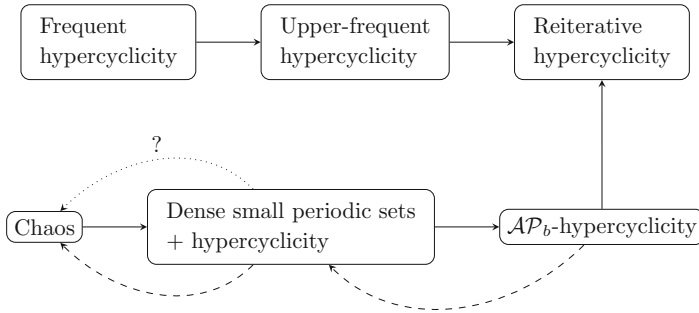 Frequent
hypercyclicity
Upper-frequent
hypercyclicity
Reiterative
hypercyclicity
?
Chaos
Dense small periodic sets
+ hypercyclicity
𝒜𝒫_b-hypercyclicity